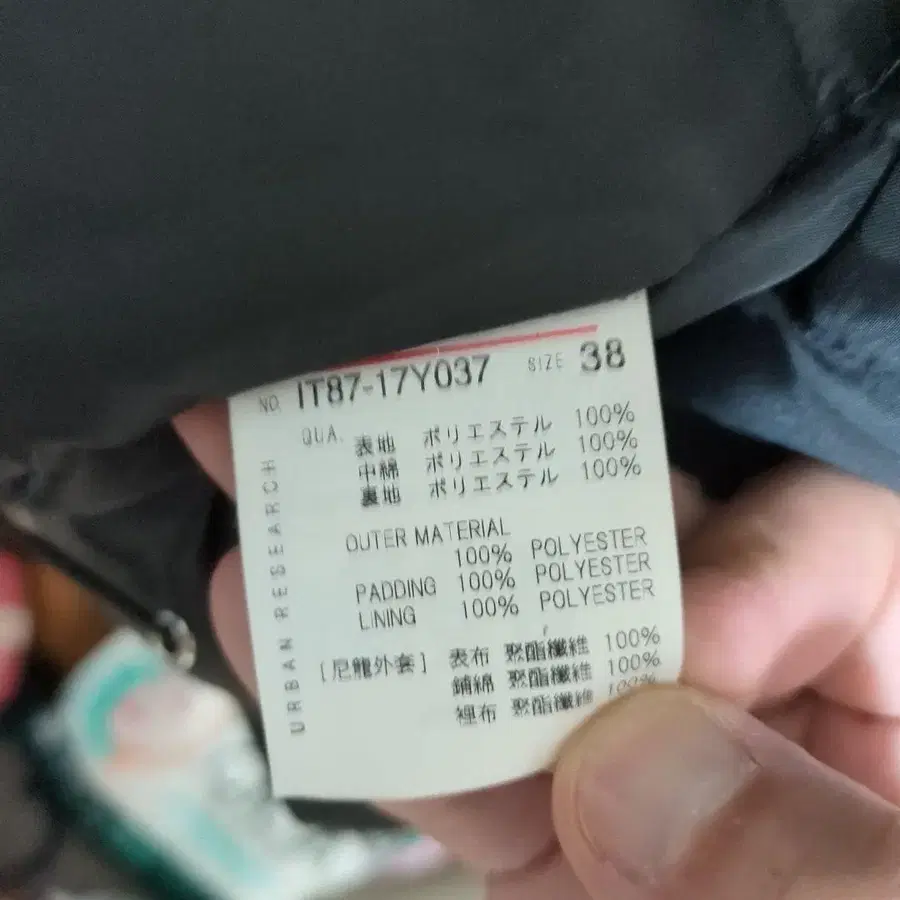 NO. IT87-17Y037 SIZE 38
QUA. 表地 ポリエステル 100%
中綿 ポリエステル 100%
裏地 ポリエステル 100%
OUTER MATERIAL
100% POLYESTER
PADDING 100% POLYESTER
LINING 100% POLYESTER
[尼龍外套] 表布 聚酯纖維 100%
鋪綿 聚酯纖維 100%
裡布 聚酯纖維 100%
URBAN RESEARCH